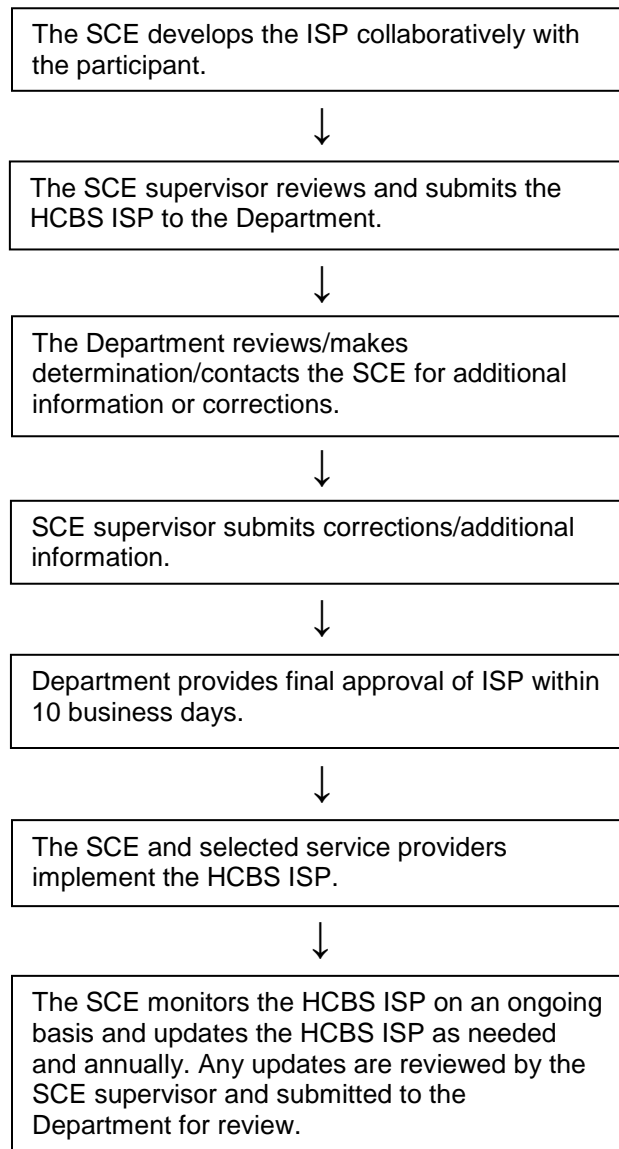 The SCE develops the ISP collaboratively with
the participant.
The SCE supervisor reviews and submits the
HCBS ISP to the Department.
The Department reviews/makes
determination/contacts the SCE for additional
information or corrections.
SCE supervisor submits corrections/additional
information.
Department provides final approval of ISP within
10 business days.
The SCE and selected service providers
implement the HCBS ISP.
The SCE monitors the HCBS ISP on an ongoing
basis and updates the HCBS ISP as needed
and annually. Any updates are reviewed by the
SCE supervisor and submitted to the
Department for review.